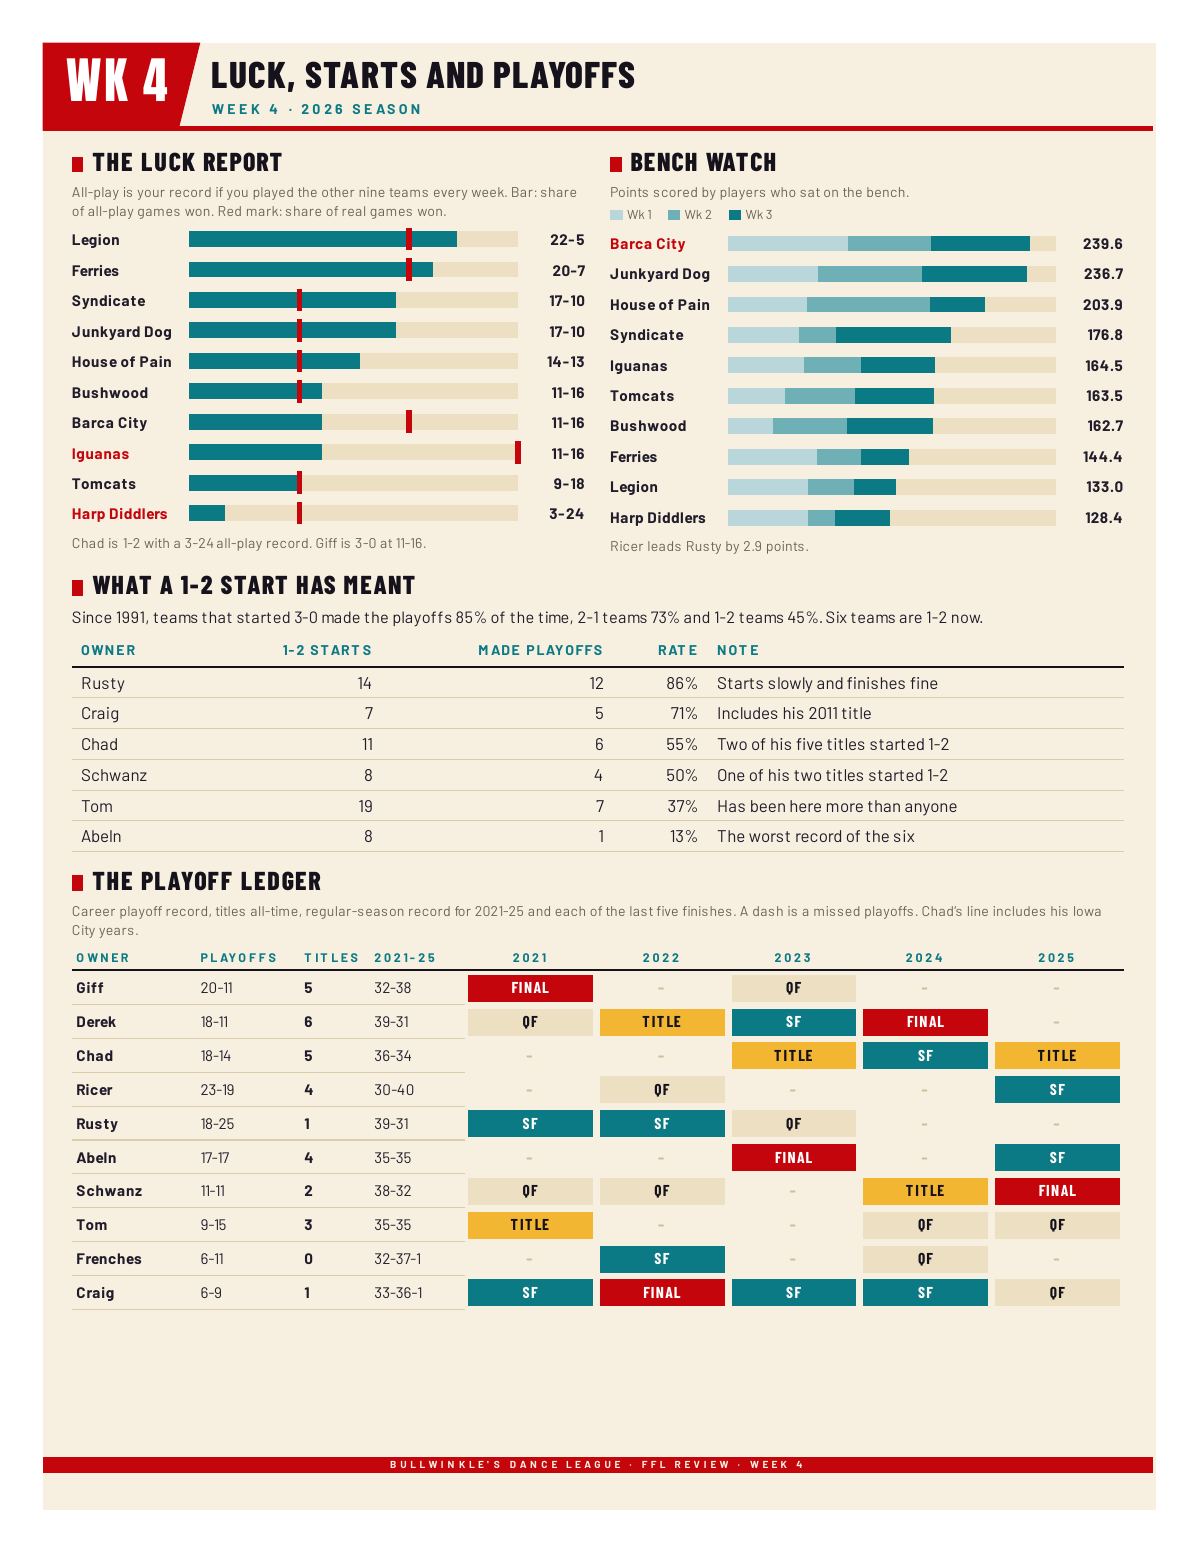 WK 4
LUCK, STARTS AND PLAYOFFS
WEEK 4 · 2026 SEASON
THE LUCK REPORT
All-play is your record if you played the other nine teams every week. Bar: share
of all-play games won. Red mark: share of real games won.
Legion 22-5
Ferries 20-7
Syndicate 17-10
Junkyard Dog 17-10
House of Pain 14-13
Bushwood 11-16
Barca City 11-16
Iguanas 11-16
Tomcats 9-18
Harp Diddlers 3-24
Chad is 1-2 with a 3-24 all-play record. Giff is 3-0 at 11-16.
BENCH WATCH
Points scored by players who sat on the bench.
Wk 1 Wk 2 Wk 3
Barca City 239.6
Junkyard Dog 236.7
House of Pain 203.9
Syndicate 176.8
Iguanas 164.5
Tomcats 163.5
Bushwood 162.7
Ferries 144.4
Legion 133.0
Harp Diddlers 128.4
Ricer leads Rusty by 2.9 points.
WHAT A 1-2 START HAS MEANT
Since 1991, teams that started 3-0 made the playoffs 85% of the time, 2-1 teams 73% and 1-2 teams 45%. Six teams are 1-2 now.
OWNER 1-2 STARTS MADE PLAYOFFS RATE NOTE
Rusty 14 12 86% Starts slowly and finishes fine
Craig 7 5 71% Includes his 2011 title
Chad 11 6 55% Two of his five titles started 1-2
Schwanz 8 4 50% One of his two titles started 1-2
Tom 19 7 37% Has been here more than anyone
Abeln 8 1 13% The worst record of the six
THE PLAYOFF LEDGER
Career playoff record, titles all-time, regular-season record for 2021-25 and each of the last five finishes. A dash is a missed playoffs. Chad's line includes his Iowa
City years.
OWNER PLAYOFFS TITLES 2021-25 2021 2022 2023 2024 2025
Giff 20-11 5 32-38 FINAL - QF - -
Derek 18-11 6 39-31 QF TITLE SF FINAL -
Chad 18-14 5 36-34 - - TITLE SF TITLE
Ricer 23-19 4 30-40 - QF - - SF
Rusty 18-25 1 39-31 SF SF QF - -
Abeln 17-17 4 35-35 - - FINAL - SF
Schwanz 11-11 2 38-32 QF QF - TITLE FINAL
Tom 9-15 3 35-35 TITLE - - QF QF
Frenches 6-11 0 32-37-1 - SF - QF -
Craig 6-9 1 33-36-1 SF FINAL SF SF QF
BULLWINKLE'S DANCE LEAGUE · FFL REVIEW · WEEK 4